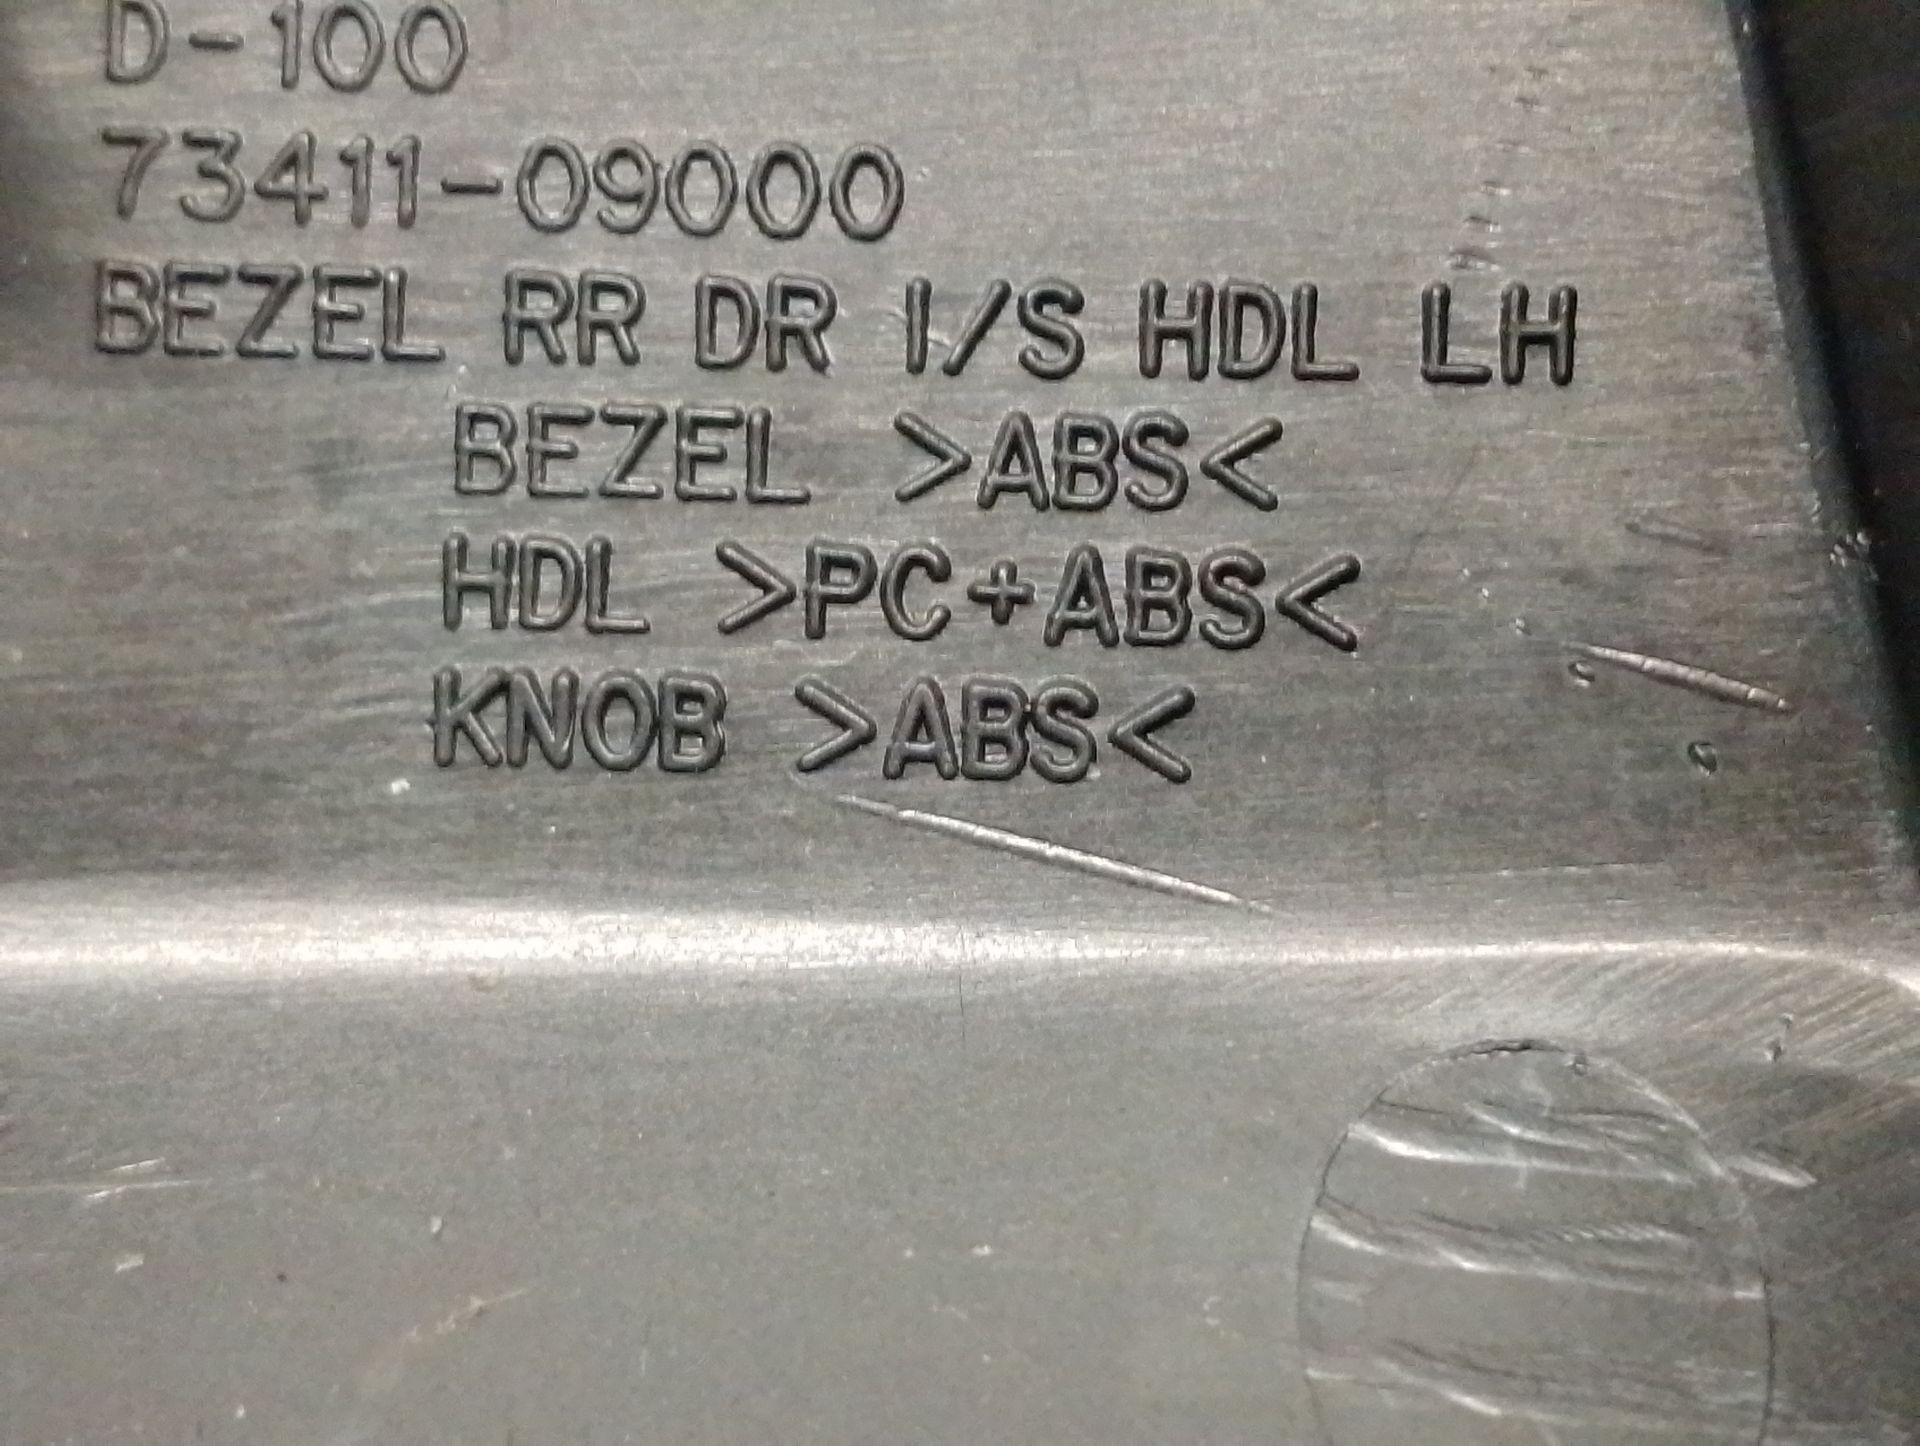 D-100
73411-09000
BEZEL RR DR I/S HDL LH
BEZEL >ABS<
HDL >PC+ABS<
KNOB >ABS<